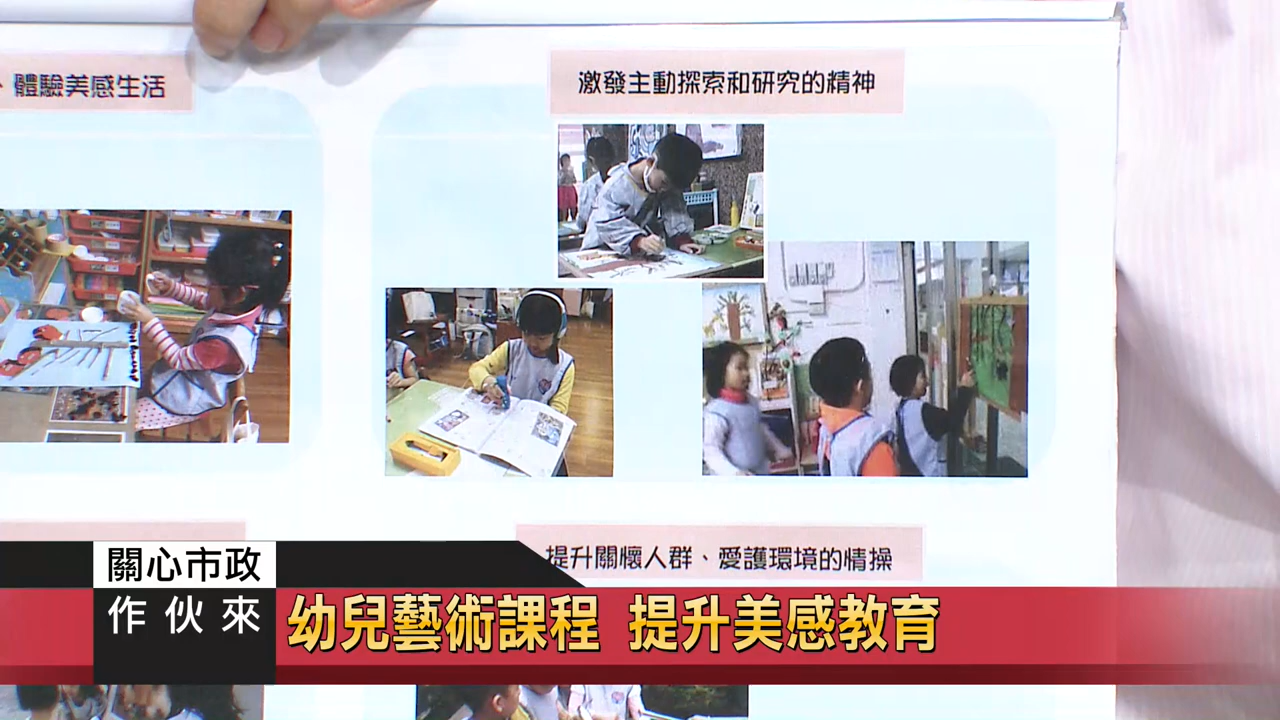 、體驗美感生活
激發主動探索和研究的精神
提升關懷人群、愛護環境的情操
關心市政
作伙來
幼兒藝術課程 提升美感教育